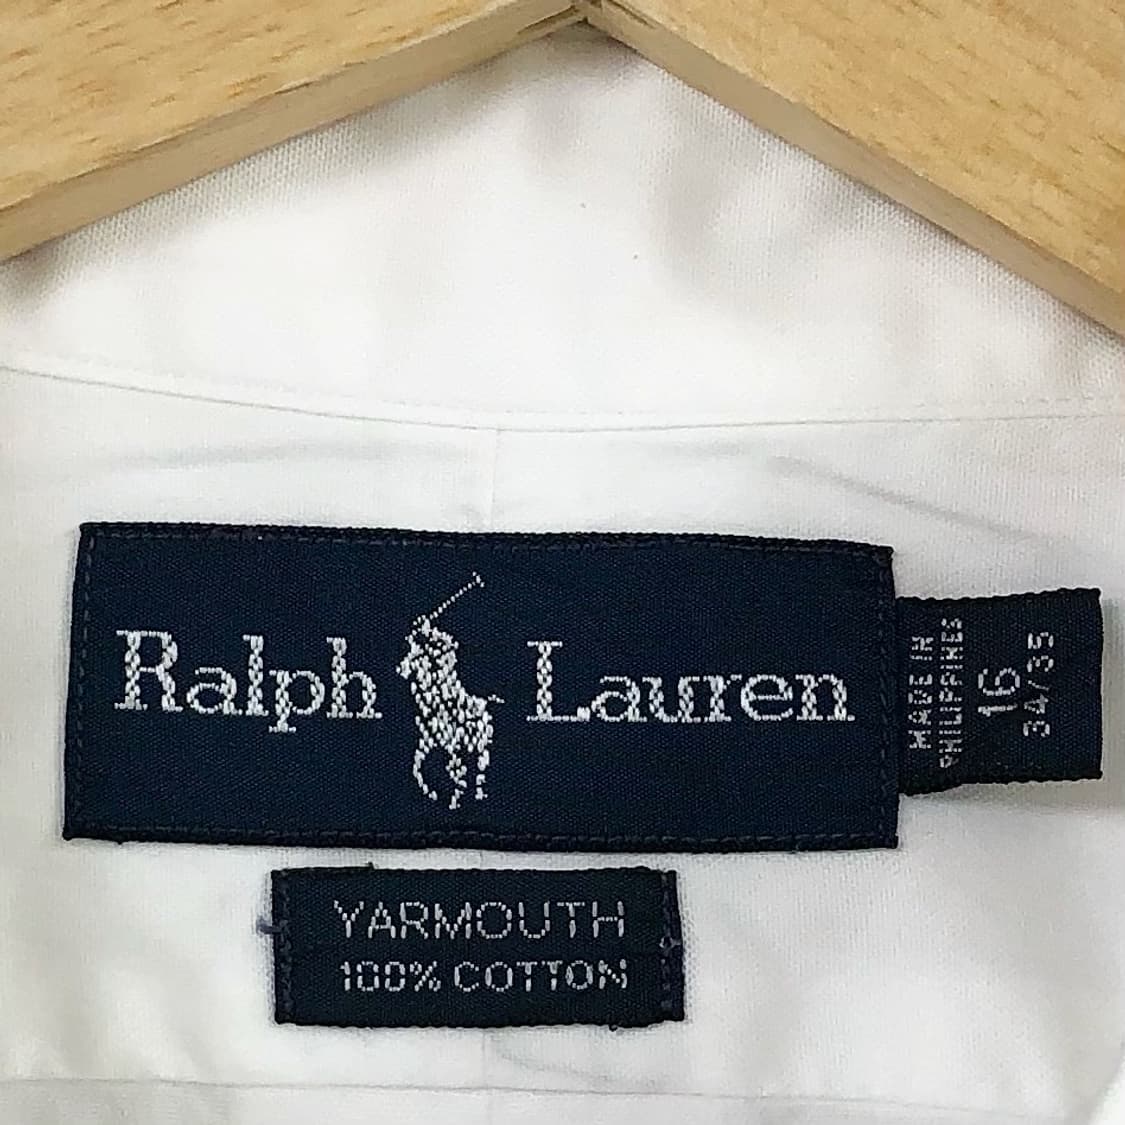 Ralph Lauren
MADE IN
PHILIPPINES
16
34/35
YARMOUTH
100% COTTON